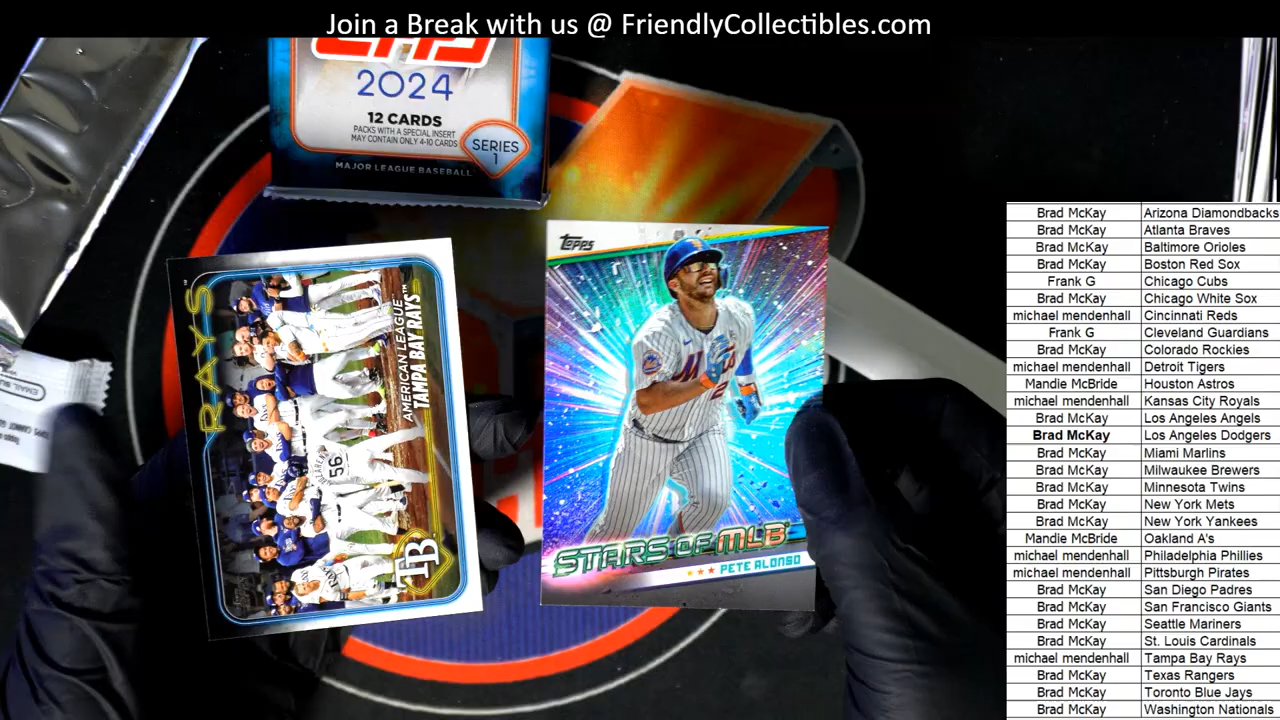 Join a Break with us @ FriendlyCollectibles.com
2024
12 CARDS
PACKS WITH A SPECIAL INSERT
MAY CONTAIN ONLY 4-10 CARDS
SERIES
1
MAJOR LEAGUE BASEBALL
RAYS
AMERICAN LEAGUE™
TAMPA BAY RAYS™
56
TB
TOPPS
METS
2
STARS OF MLB
PETE ALONSO
Brad McKay Arizona Diamondbacks
Brad McKay Atlanta Braves
Brad McKay Baltimore Orioles
Brad McKay Boston Red Sox
Frank G Chicago Cubs
Brad McKay Chicago White Sox
michael mendenhall Cincinnati Reds
Frank G Cleveland Guardians
Brad McKay Colorado Rockies
michael mendenhall Detroit Tigers
Mandie McBride Houston Astros
michael mendenhall Kansas City Royals
Brad McKay Los Angeles Angels
Brad McKay Los Angeles Dodgers
Brad McKay Miami Marlins
Brad McKay Milwaukee Brewers
Brad McKay Minnesota Twins
Brad McKay New York Mets
Brad McKay New York Yankees
Mandie McBride Oakland A's
michael mendenhall Philadelphia Phillies
michael mendenhall Pittsburgh Pirates
Brad McKay San Diego Padres
Brad McKay San Francisco Giants
Brad McKay Seattle Mariners
Brad McKay St. Louis Cardinals
michael mendenhall Tampa Bay Rays
Brad McKay Texas Rangers
Brad McKay Toronto Blue Jays
Brad McKay Washington Nationals